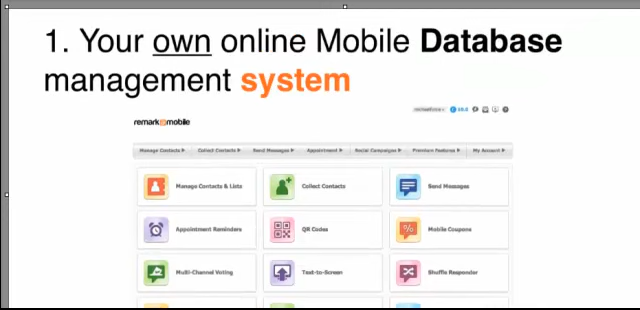 1. Your own online Mobile Database
management system
remark mobile
Manage Contacts Collect Contacts Send Messages Appointment Social Campaigns Premium Features My Account
Manage Contacts & Lists Collect Contacts Send Messages
Appointment Reminders QR Codes Mobile Coupons
Multi-Channel Voting Text-to-Screen Shuffle Responder